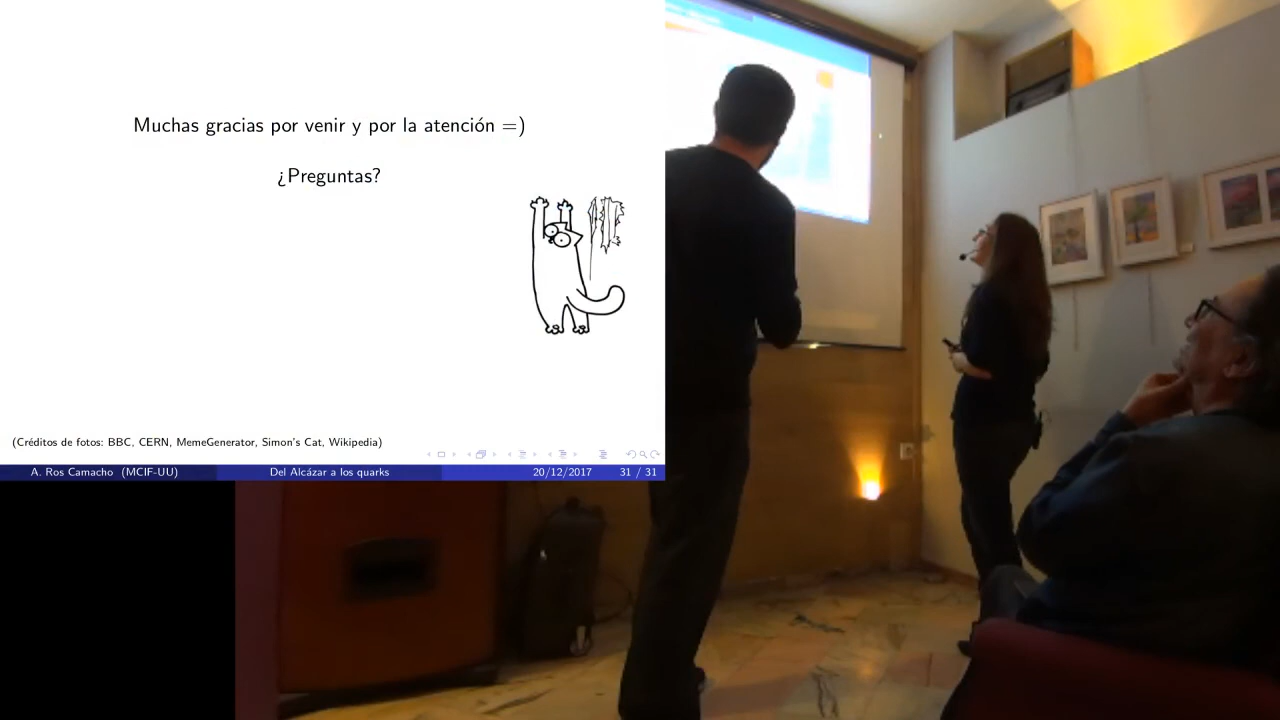 Muchas gracias por venir y por la atención =)
¿Preguntas?
(Créditos de fotos: BBC, CERN, MemeGenerator, Simon's Cat, Wikipedia)
A. Ros Camacho (MCIF-UU) Del Alcázar a los quarks 20/12/2017 31 / 31